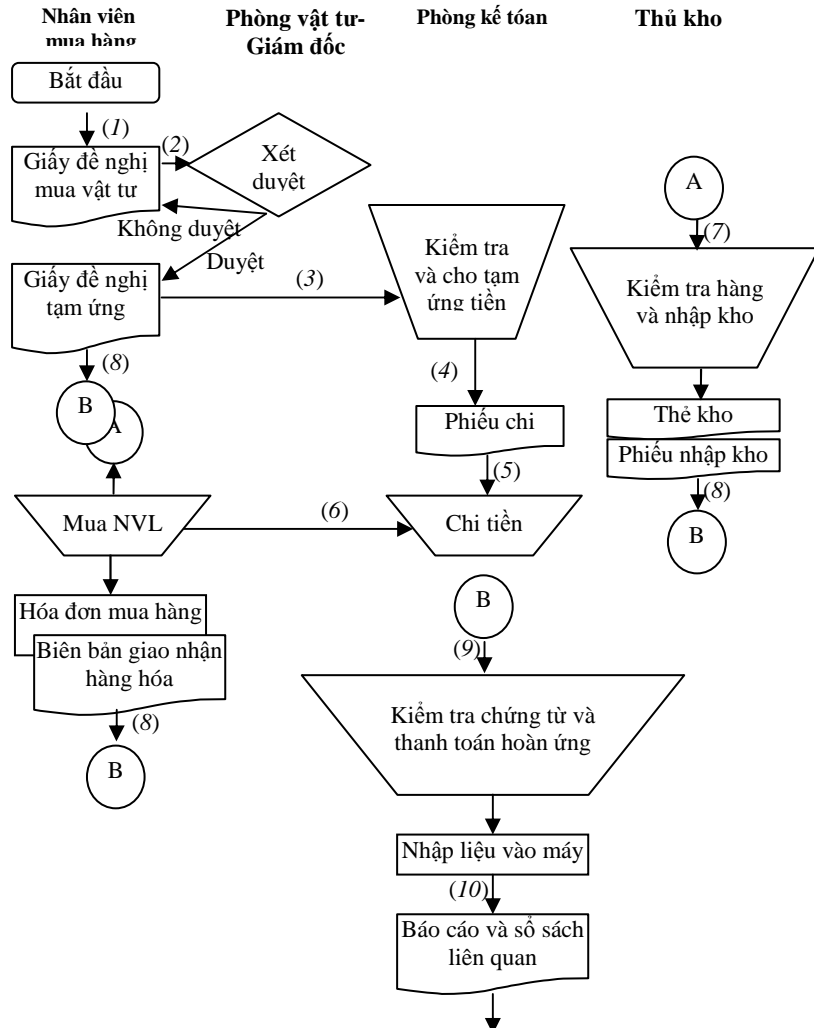 Nhân viên
mua hàng
Phòng vật tư-
Giám đốc
Phòng kế tóan
Thủ kho
Bắt đầu
(1)
(2)
Giấy đề nghị
mua vật tư
Xét
duyệt
Không duyệt
Duyệt
A
(7)
Kiểm tra
và cho tạm
ứng tiền
Kiểm tra hàng
và nhập kho
Giấy đề nghị
tạm ứng
(3)
(8)
(4)
B
A
Phiếu chi
Thẻ kho
Phiếu nhập kho
(5)
(8)
Mua NVL
(6)
Chi tiền
B
Hóa đơn mua hàng
Biên bản giao nhận
hàng hóa
B
(9)
(8)
B
Kiểm tra chứng từ và
thanh toán hoàn ứng
Nhập liệu vào máy
(10)
Báo cáo và sổ sách
liên quan